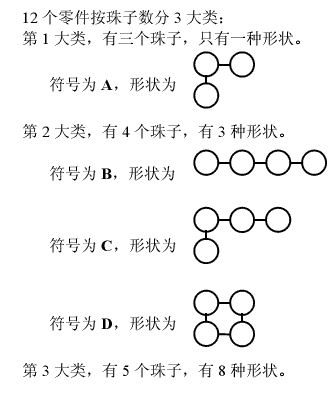 12 个零件按珠子数分 3 大类：
第 1 大类，有三个珠子，只有一种形状。
符号为 A，形状为
第 2 大类，有 4 个珠子，有 3 种形状。
符号为 B，形状为
符号为 C，形状为
符号为 D，形状为
第 3 大类，有 5 个珠子，有 8 种形状。